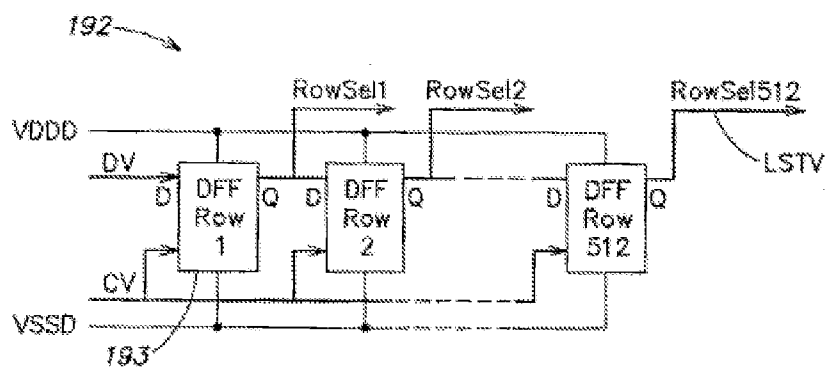 192
RowSel1
RowSel2
RowSel512
VDDD
DV
LSTV
D
DFF
Row
1
Q
D
DFF
Row
2
Q
D
DFF
Row
512
Q
CV
VSSD
193